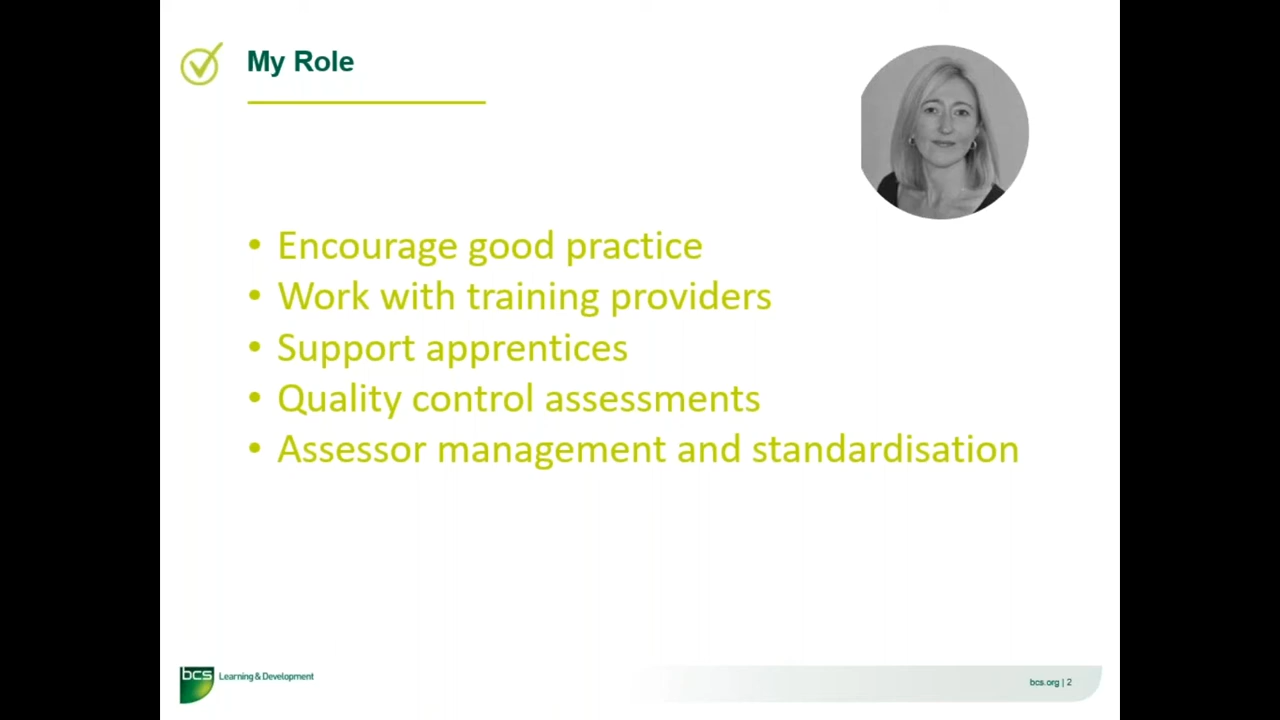 My Role
• Encourage good practice
• Work with training providers
• Support apprentices
• Quality control assessments
• Assessor management and standardisation
bcs Learning & Development
bcs.org | 2